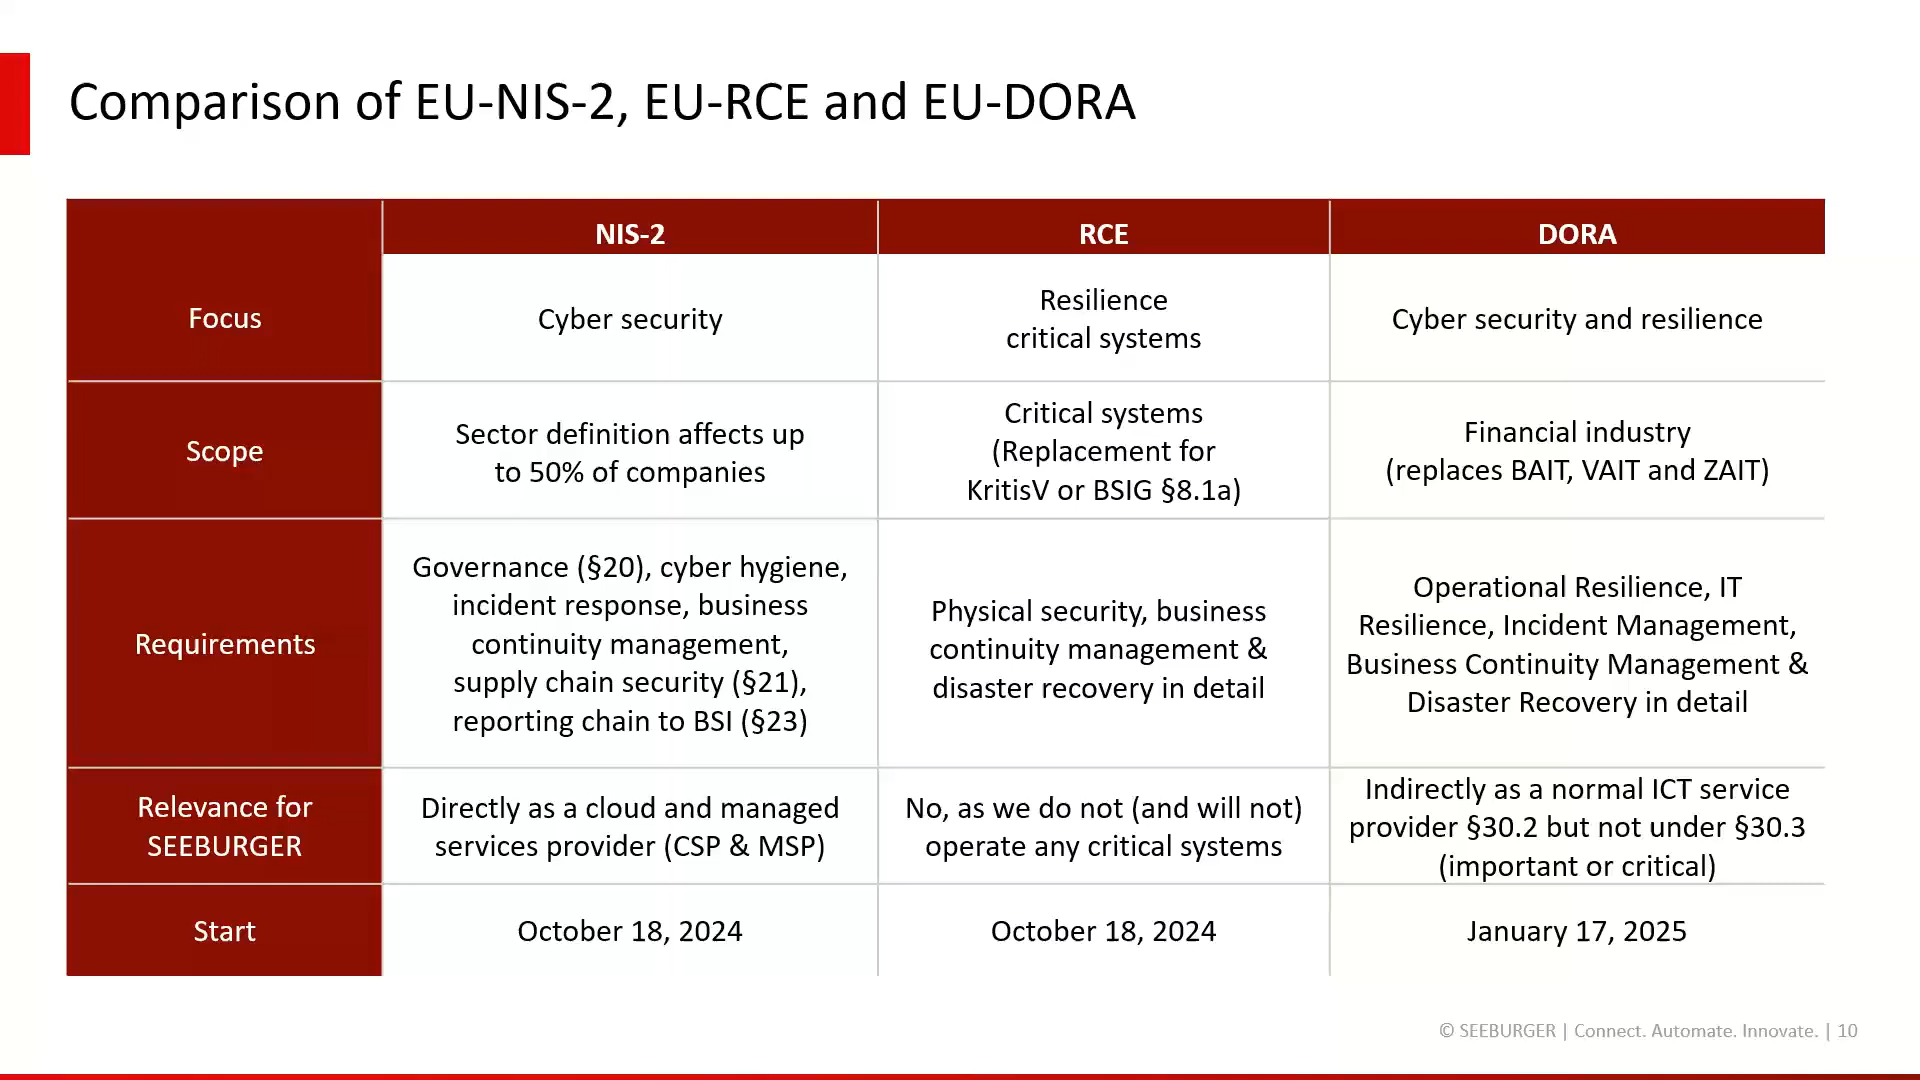 Comparison of EU-NIS-2, EU-RCE and EU-DORA
NIS-2
RCE
DORA
Focus
Cyber security
Resilience
critical systems
Cyber security and resilience
Scope
Sector definition affects up
to 50% of companies
Critical systems
(Replacement for
KritisV or BSIG §8.1a)
Financial industry
(replaces BAIT, VAIT and ZAIT)
Requirements
Governance (§20), cyber hygiene,
incident response, business
continuity management,
supply chain security (§21),
reporting chain to BSI (§23)
Physical security, business
continuity management &
disaster recovery in detail
Operational Resilience, IT
Resilience, Incident Management,
Business Continuity Management &
Disaster Recovery in detail
Relevance for
SEEBURGER
Directly as a cloud and managed
services provider (CSP & MSP)
No, as we do not (and will not)
operate any critical systems
Indirectly as a normal ICT service
provider §30.2 but not under §30.3
(important or critical)
Start
October 18, 2024
October 18, 2024
January 17, 2025
© SEEBURGER | Connect. Automate. Innovate. | 10